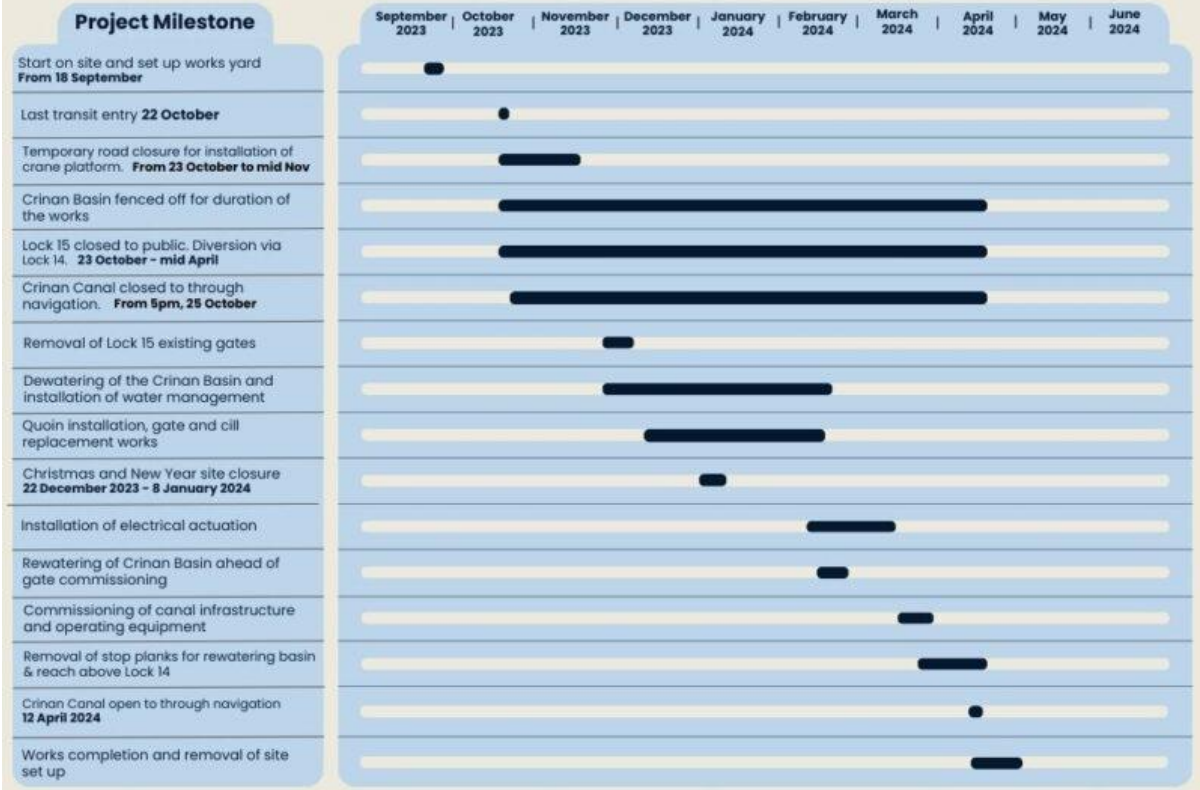 Project Milestone
September | October | November | December | January | February | March | April | May | June
2023 2023 2023 2023 2024 2024 2024 2024 2024 2024
Start on site and set up works yard
From 18 September
Last transit entry 22 October
Temporary road closure for installation of
crane platform. From 23 October to mid Nov
Crinan Basin fenced off for duration of
the works
Lock 15 closed to public. Diversion via
Lock 14. 23 October - mid April
Crinan Canal closed to through
navigation. From 5pm, 25 October
Removal of Lock 15 existing gates
Dewatering of the Crinan Basin and
installation of water management
Quoin installation, gate and cill
replacement works
Christmas and New Year site closure
22 December 2023 - 8 January 2024
Installation of electrical actuation
Rewatering of Crinan Basin ahead of
gate commissioning
Commissioning of canal infrastructure
and operating equipment
Removal of stop planks for rewatering basin
& reach above Lock 14
Crinan Canal open to through navigation
12 April 2024
Works completion and removal of site
set up